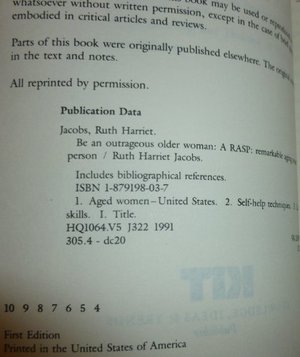 whatsoever without written permission, except in the case of
embodied in critical articles and reviews.
Parts of this book were originally published elsewhere. The original
in the text and notes.
All reprinted by permission.
Publication Data
Jacobs, Ruth Harriet.
Be an outrageous older woman: A RASP: remarkable aging
person / Ruth Harriet Jacobs.
Includes bibliographical references.
ISBN 1-879198-03-7
1. Aged women–United States. 2. Self-help techniques.
skills. I. Title.
HQ1064.V5 J322 1991
305.4 - dc20
10 9 8 7 6 5 4
First Edition
Printed in the United States of America